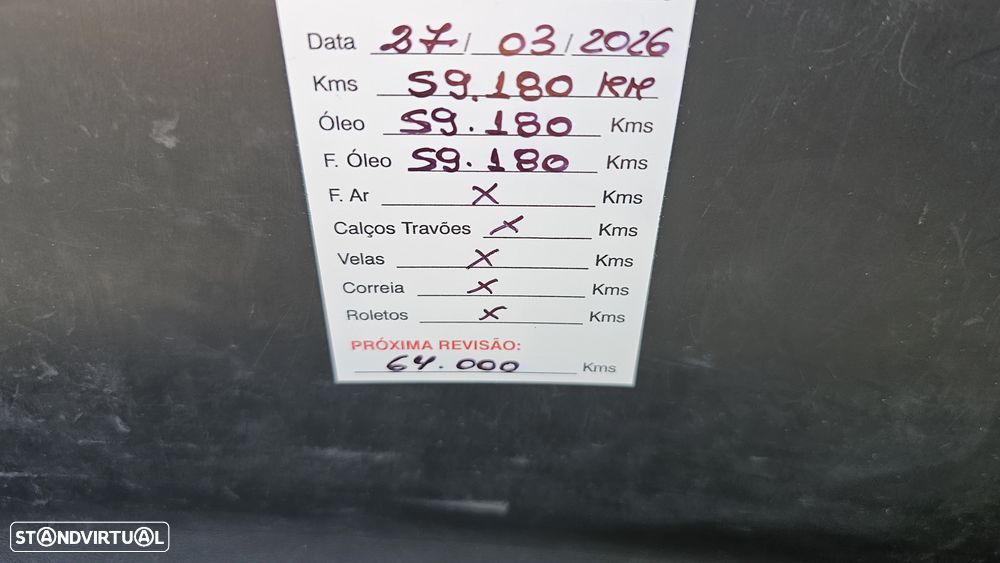 Data 27/03/2026
Kms 59.180 KM
Óleo 59.180 Kms
F. Óleo 59.180 Kms
F. Ar X Kms
Calços Travões X Kms
Velas X Kms
Correia X Kms
Roletos X Kms
PRÓXIMA REVISÃO:
64.000 Kms
STANDVIRTUAL